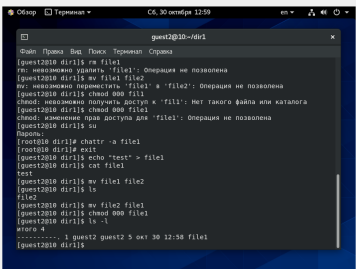 Обзор Терминал Сб, 30 октября 12:59 en
guest2@10:~/dir1
Файл Правка Вид Поиск Терминал Справка
[guest2@10 dir1]$ rm file1
rm: невозможно удалить 'file1': Операция не позволена
[guest2@10 dir1]$ mv file1 file2
mv: невозможно переместить 'file1' в 'file2': Операция не позволена
[guest2@10 dir1]$ chmod 000 fil1
chmod: невозможно получить доступ к 'fil1': Нет такого файла или каталога
[guest2@10 dir1]$ chmod 000 file1
chmod: изменение прав доступа для 'file1': Операция не позволена
[guest2@10 dir1]$ su
Пароль:
[root@10 dir1]# chattr -a file1
[root@10 dir1]# exit
[guest2@10 dir1]$ echo "test" > file1
[guest2@10 dir1]$ cat file1
test
[guest2@10 dir1]$ mv file1 file2
[guest2@10 dir1]$ ls
file2
[guest2@10 dir1]$ mv file2 file1
[guest2@10 dir1]$ chmod 000 file1
[guest2@10 dir1]$ ls -l
итого 4
----------. 1 guest2 guest2 5 окт 30 12:58 file1
[guest2@10 dir1]$